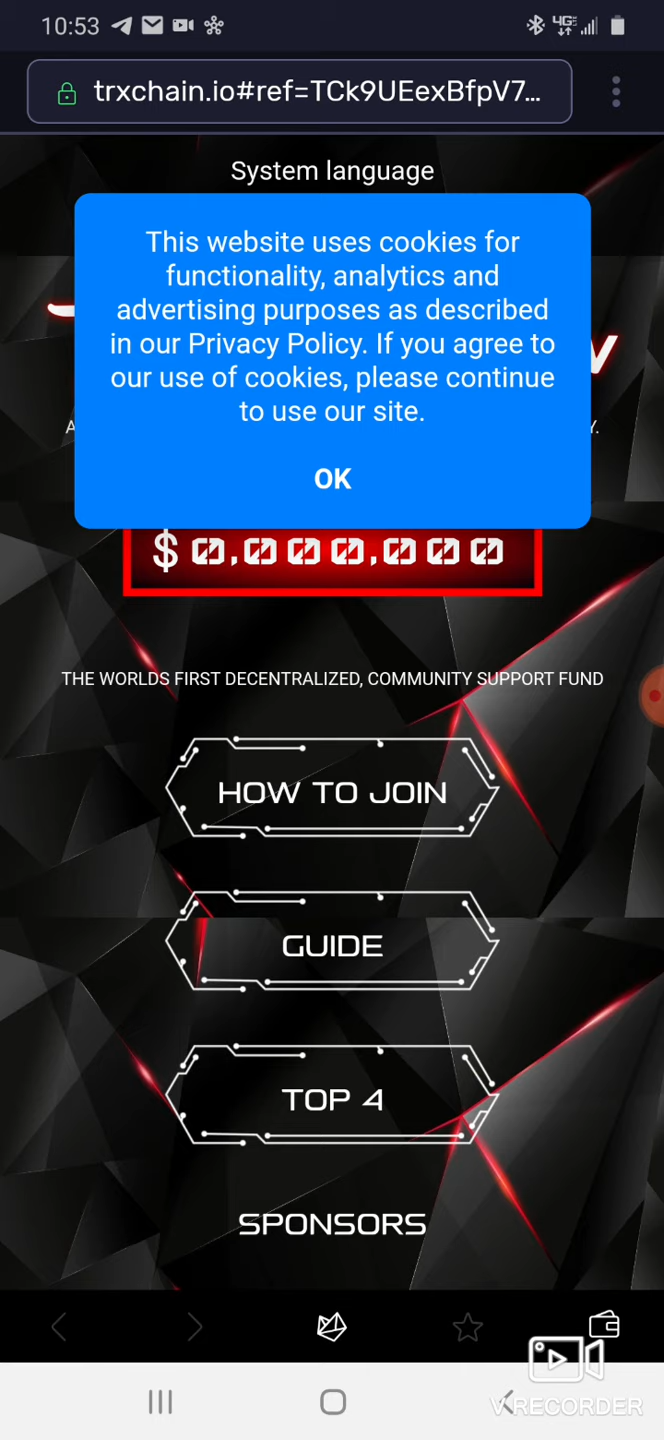 10:53
trxchain.io#ref=TCk9UEexBfpV7...
System language
This website uses cookies for
functionality, analytics and
advertising purposes as described
in our Privacy Policy. If you agree to
our use of cookies, please continue
to use our site.
OK
$0,000,000
THE WORLDS FIRST DECENTRALIZED, COMMUNITY SUPPORT FUND
HOW TO JOIN
GUIDE
TOP 4
SPONSORS
V RECORDER